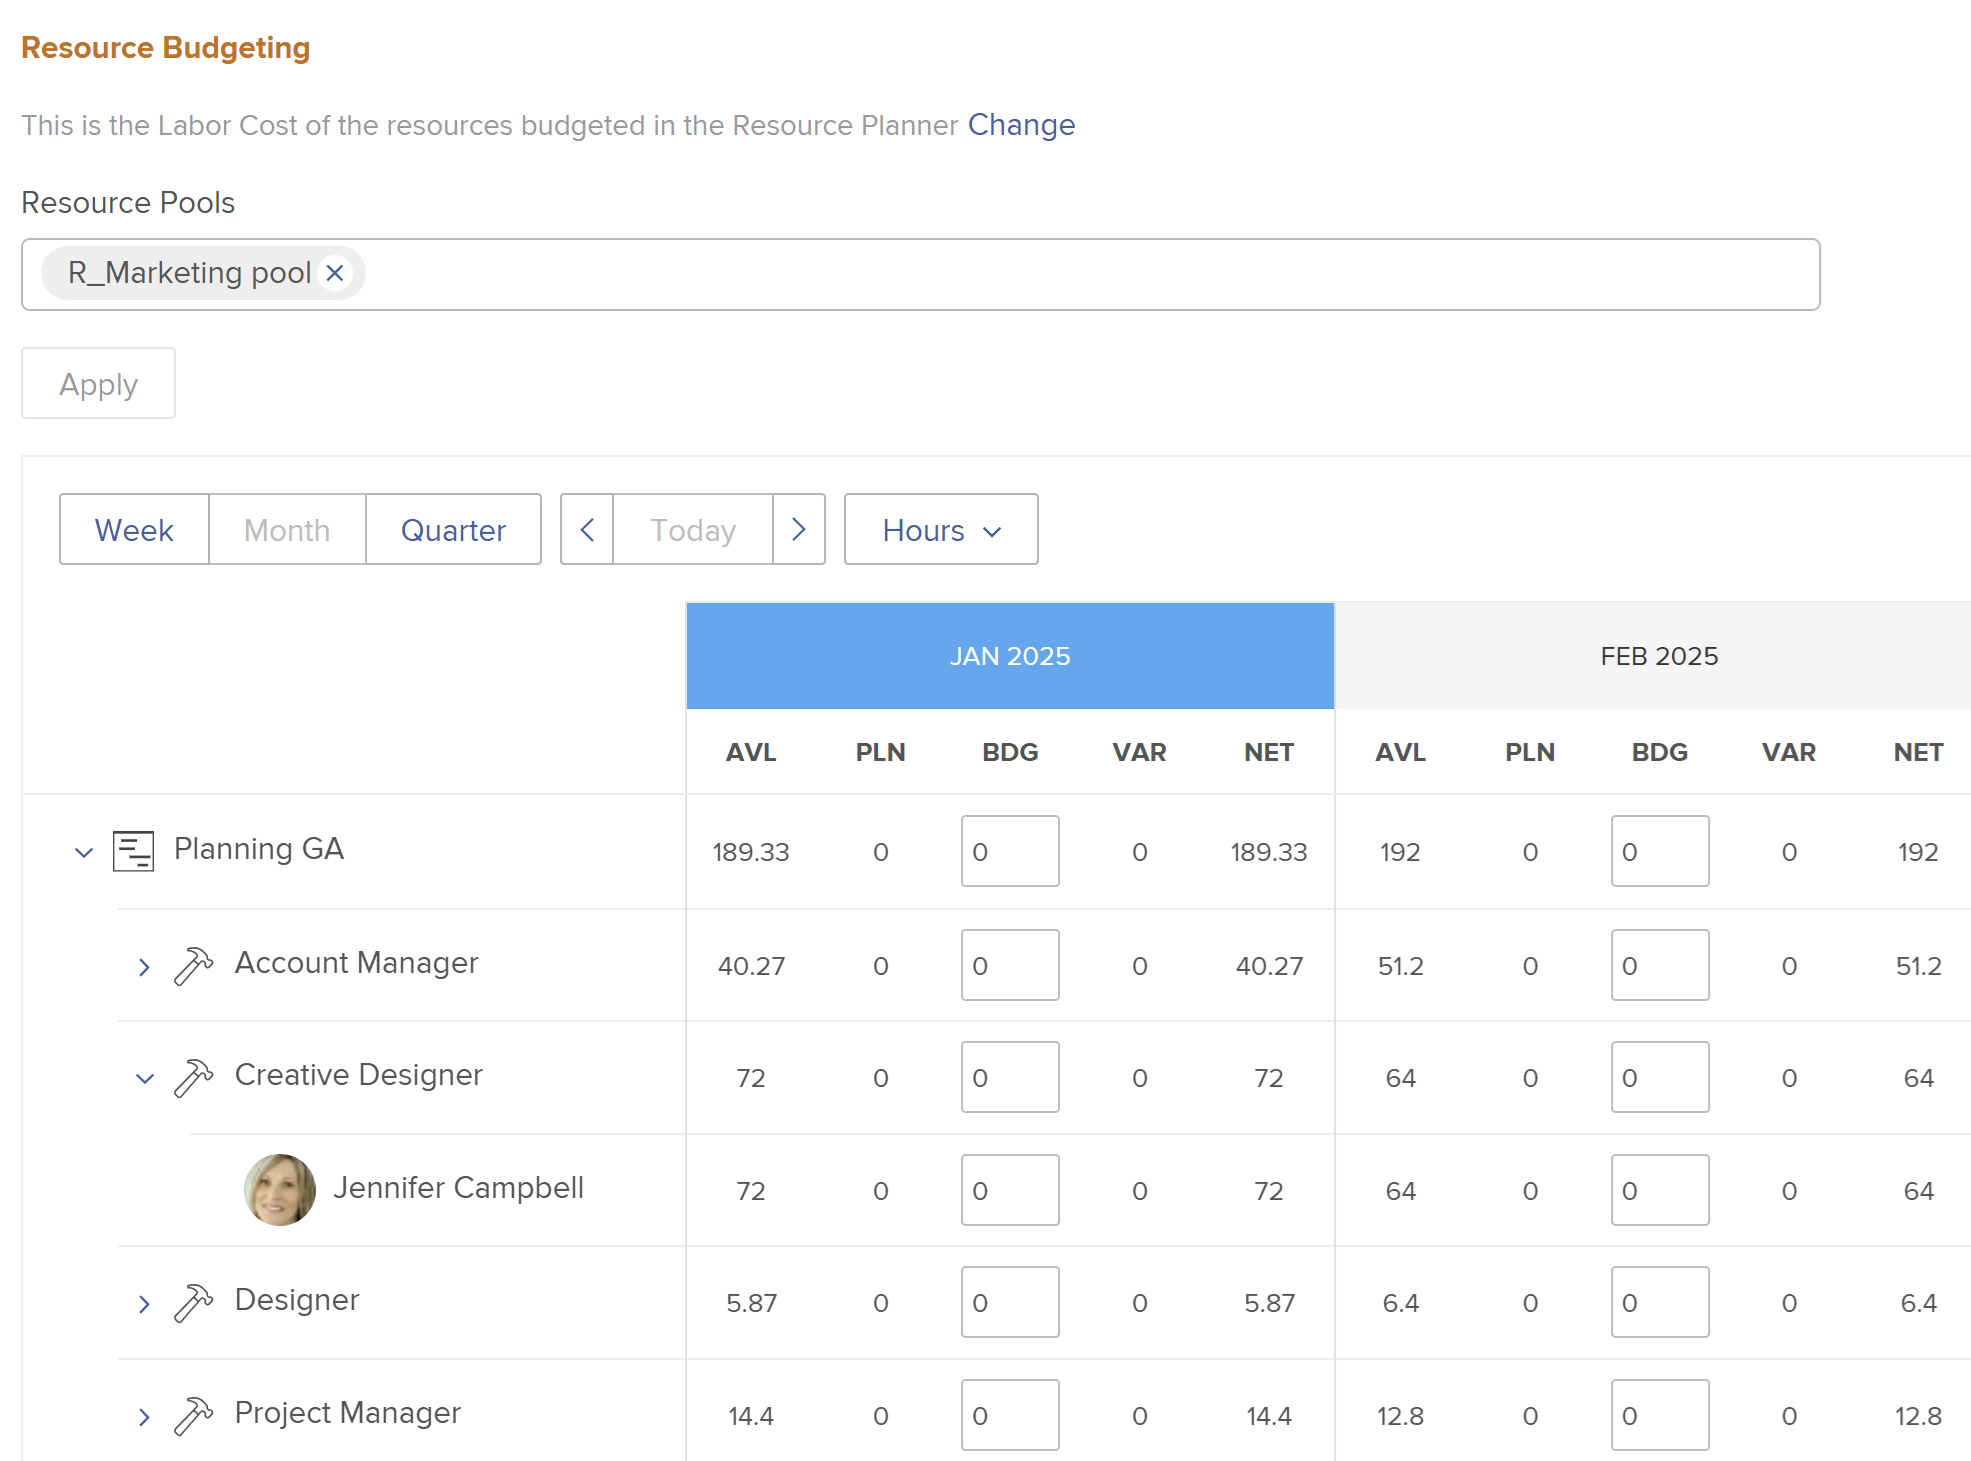 Resource Budgeting
This is the Labor Cost of the resources budgeted in the Resource Planner Change
Resource Pools
R_Marketing pool
Apply
Week Month Quarter Today Hours
JAN 2025 FEB 2025
AVL PLN BDG VAR NET AVL PLN BDG VAR NET
Planning GA 189.33 0 0 0 189.33 192 0 0 0 192
Account Manager 40.27 0 0 0 40.27 51.2 0 0 0 51.2
Creative Designer 72 0 0 0 72 64 0 0 0 64
Jennifer Campbell 72 0 0 0 72 64 0 0 0 64
Designer 5.87 0 0 0 5.87 6.4 0 0 0 6.4
Project Manager 14.4 0 0 0 14.4 12.8 0 0 0 12.8